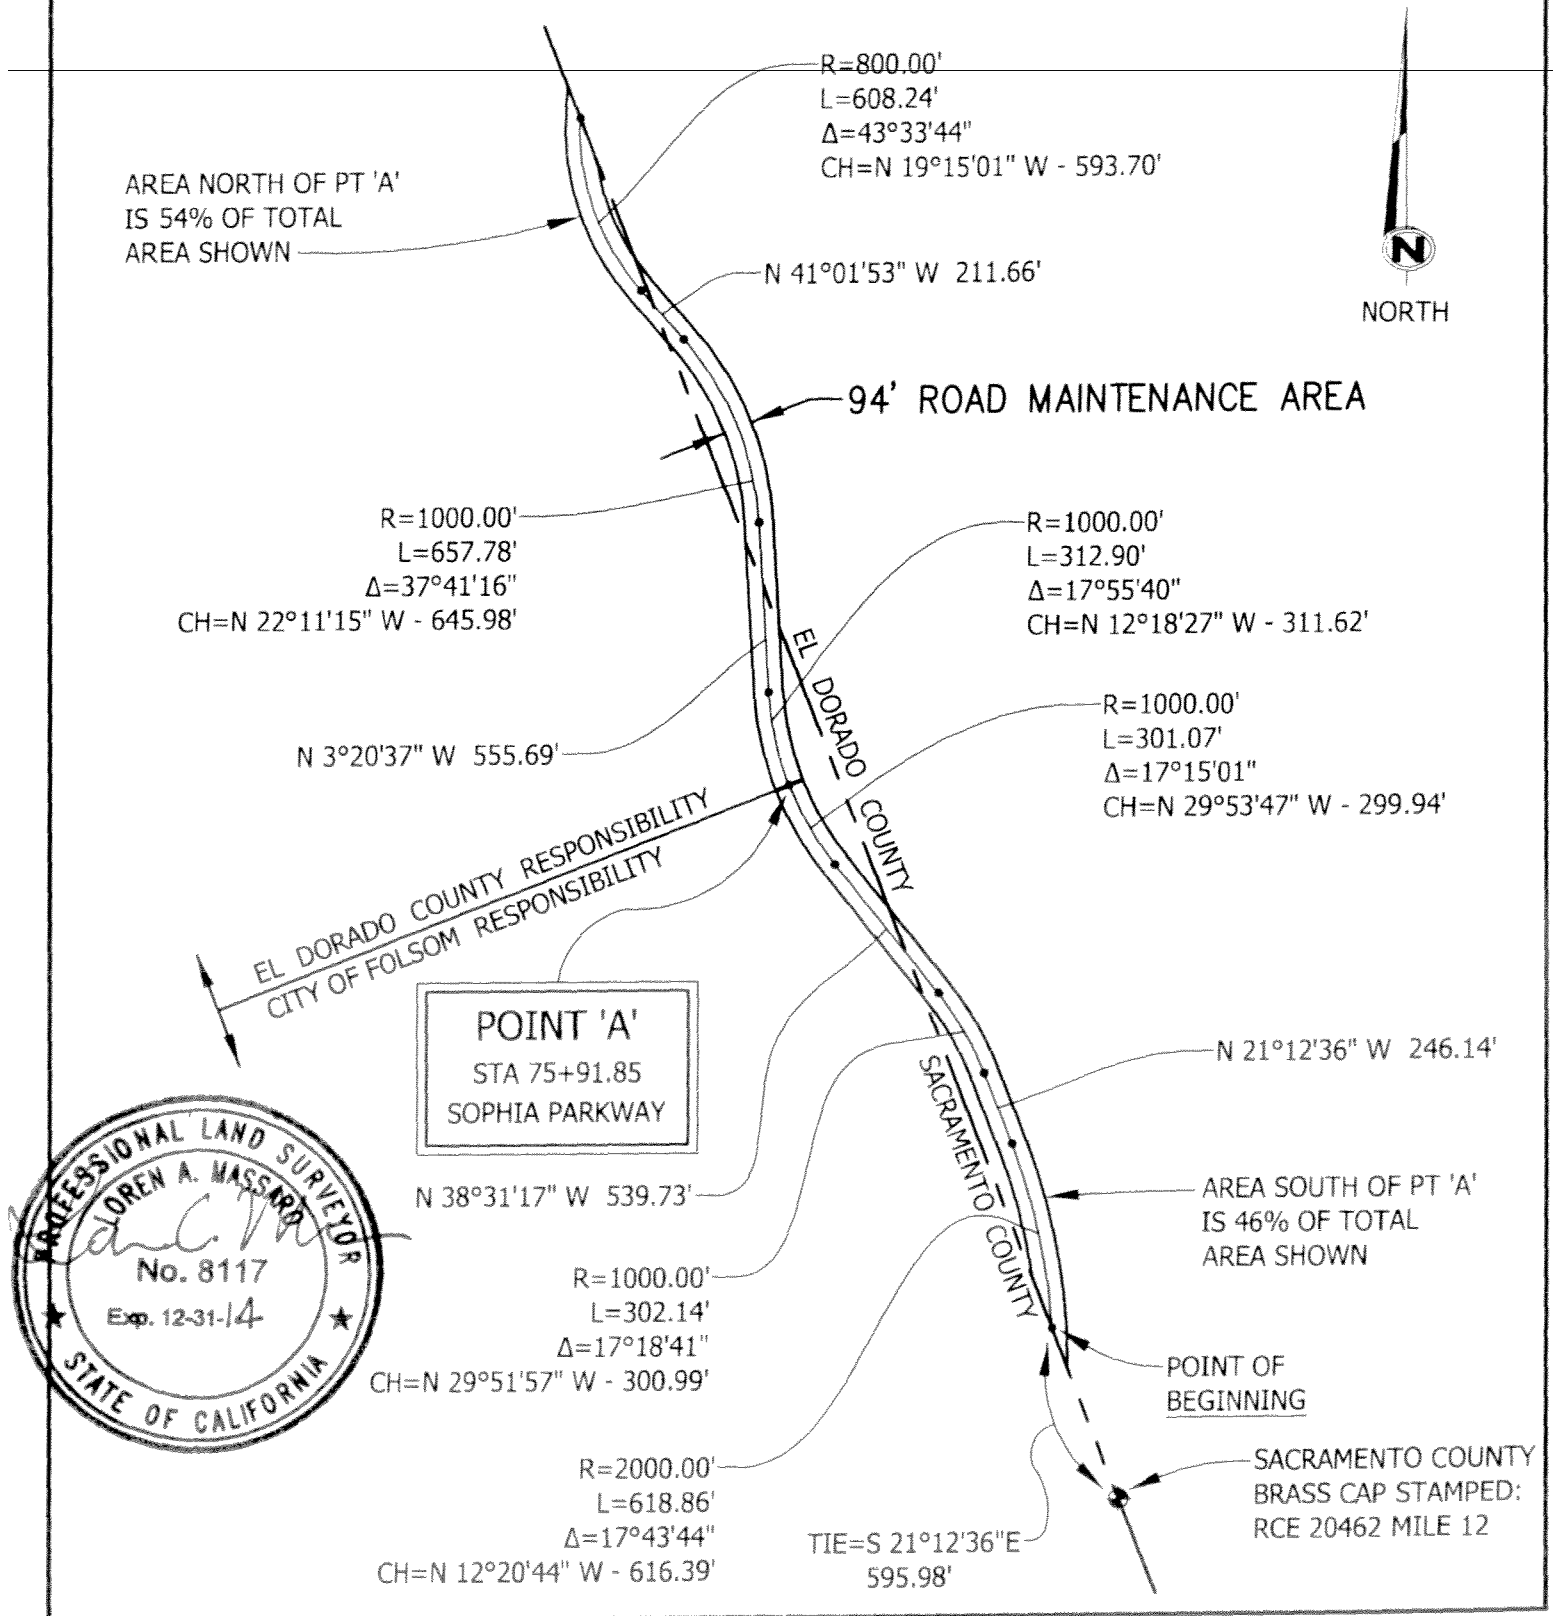 R=800.00'
L=608.24'
Δ=43°33'44"
CH=N 19°15'01" W - 593.70'
AREA NORTH OF PT 'A'
IS 54% OF TOTAL
AREA SHOWN
N 41°01'53" W 211.66'
N
NORTH
94' ROAD MAINTENANCE AREA
R=1000.00'
L=657.78'
Δ=37°41'16"
CH=N 22°11'15" W - 645.98'
R=1000.00'
L=312.90'
Δ=17°55'40"
CH=N 12°18'27" W - 311.62'
N 3°20'37" W 555.69'
R=1000.00'
L=301.07'
Δ=17°15'01"
CH=N 29°53'47" W - 299.94'
EL DORADO COUNTY
EL DORADO COUNTY RESPONSIBILITY
CITY OF FOLSOM RESPONSIBILITY
POINT 'A'
STA 75+91.85
SOPHIA PARKWAY
N 21°12'36" W 246.14'
SACRAMENTO COUNTY
N 38°31'17" W 539.73'
AREA SOUTH OF PT 'A'
IS 46% OF TOTAL
AREA SHOWN
PROFESSIONAL LAND SURVEYOR
LOREN A. MASSARO
No. 8117
Exp. 12-31-14
STATE OF CALIFORNIA
R=1000.00'
L=302.14'
Δ=17°18'41"
CH=N 29°51'57" W - 300.99'
POINT OF
BEGINNING
R=2000.00'
L=618.86'
Δ=17°43'44"
CH=N 12°20'44" W - 616.39'
TIE=S 21°12'36"E
595.98'
SACRAMENTO COUNTY
BRASS CAP STAMPED:
RCE 20462 MILE 12